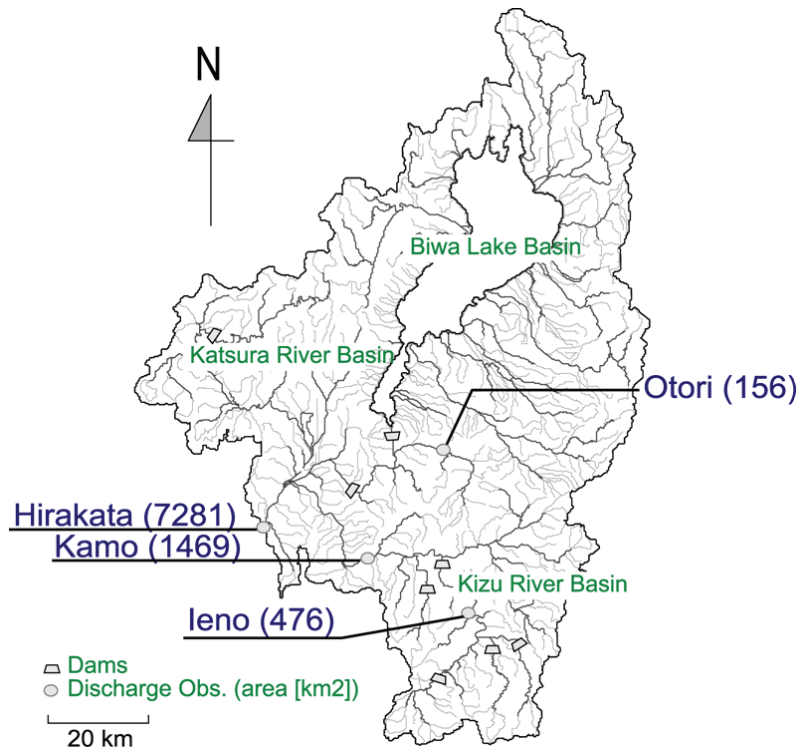 N
Biwa Lake Basin
Katsura River Basin
Otori (156)
Hirakata (7281)
Kamo (1469)
Kizu River Basin
Ieno (476)
Dams
Discharge Obs. (area [km2])
20 km